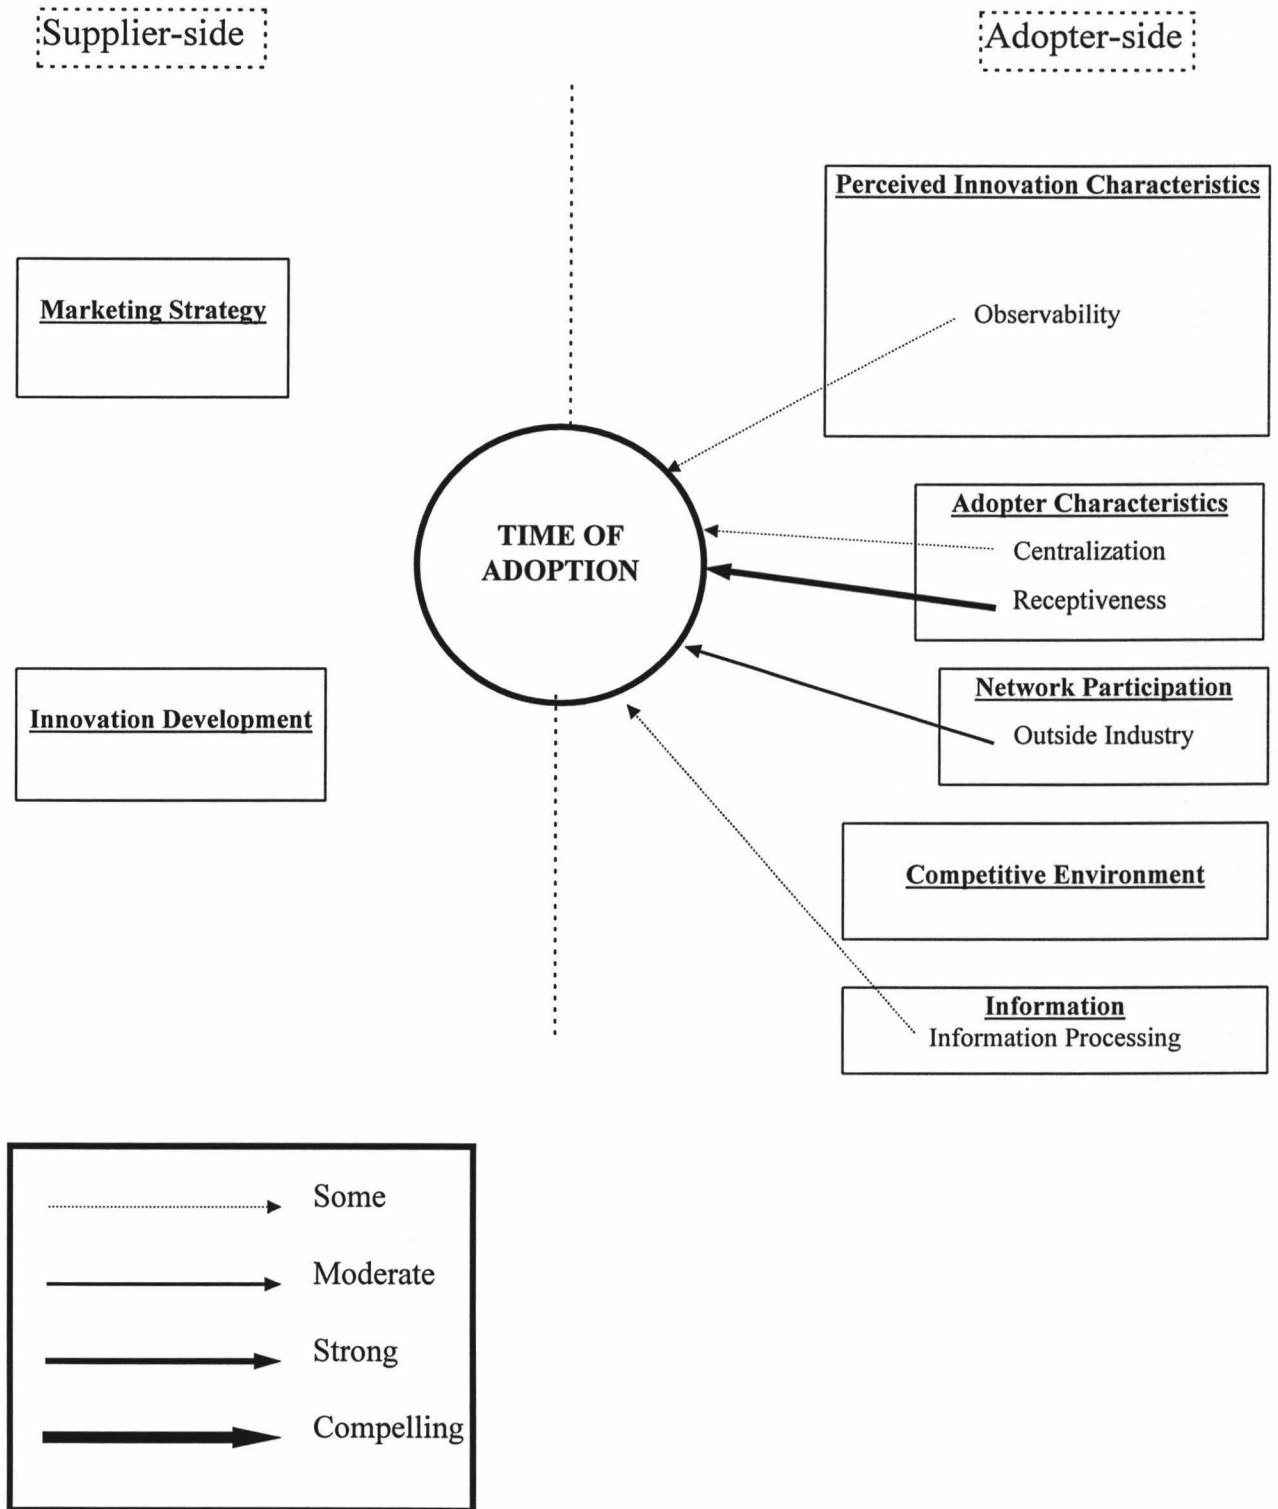 Supplier-side
Adopter-side
Perceived Innovation Characteristics
Observability
Marketing Strategy
TIME OF
ADOPTION
Adopter Characteristics
Centralization
Receptiveness
Network Participation
Outside Industry
Innovation Development
Competitive Environment
Information
Information Processing
Some
Moderate
Strong
Compelling